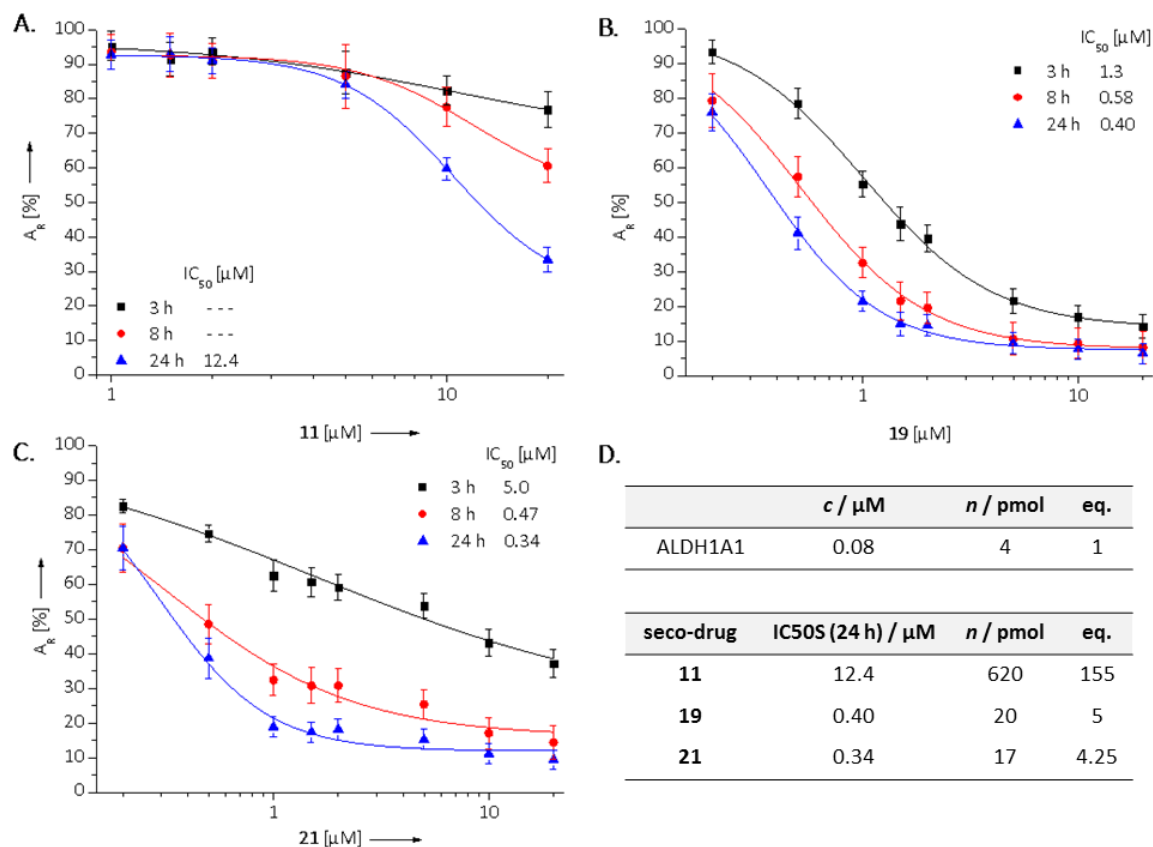 A.
100
90
80
70
60
50
40
30
20
10
0
A_R [%]
IC_50 [µM]
3 h - - -
8 h - - -
24 h 12.4
1 10
11 [µM]
B.
100
90
80
70
60
50
40
30
20
10
0
A_R [%]
IC_50 [µM]
3 h 1.3
8 h 0.58
24 h 0.40
1 10
19 [µM]
C.
100
90
80
70
60
50
40
30
20
10
0
A_R [%]
IC_50 [µM]
3 h 5.0
8 h 0.47
24 h 0.34
1 10
21 [µM]
D.
c / µM n / pmol eq.
ALDH1A1 0.08 4 1
seco-drug IC50S (24 h) / µM n / pmol eq.
11 12.4 620 155
19 0.40 20 5
21 0.34 17 4.25